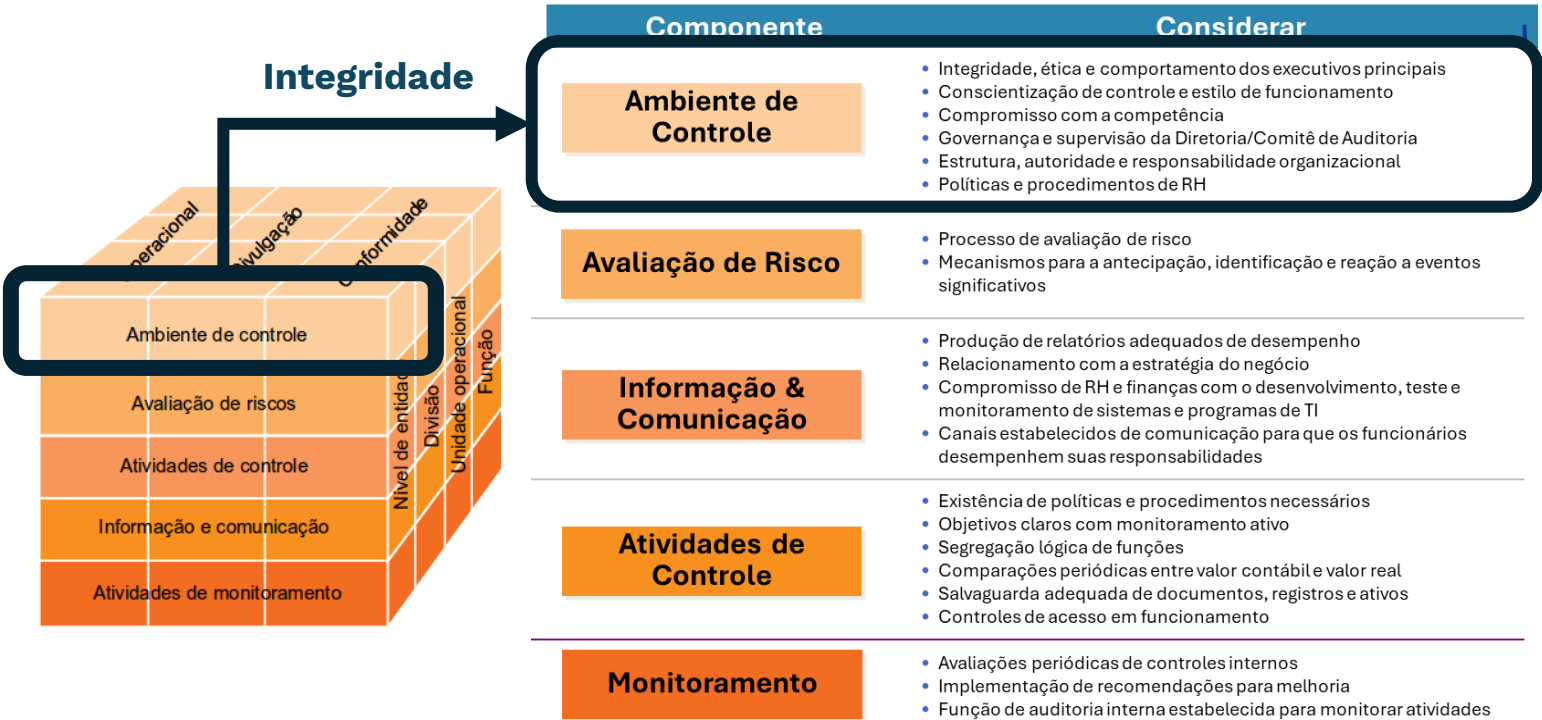 Componente
Considerar
Integridade
Ambiente de
Controle
• Integridade, ética e comportamento dos executivos principais
• Conscientização de controle e estilo de funcionamento
• Compromisso com a competência
• Governança e supervisão da Diretoria/Comitê de Auditoria
• Estrutura, autoridade e responsabilidade organizacional
• Políticas e procedimentos de RH
Avaliação de Risco
• Processo de avaliação de risco
• Mecanismos para a antecipação, identificação e reação a eventos
significativos
Informação &
Comunicação
• Produção de relatórios adequados de desempenho
• Relacionamento com a estratégia do negócio
• Compromisso de RH e finanças com o desenvolvimento, teste e
monitoramento de sistemas e programas de TI
• Canais estabelecidos de comunicação para que os funcionários
desempenhem suas responsabilidades
Atividades de
Controle
• Existência de políticas e procedimentos necessários
• Objetivos claros com monitoramento ativo
• Segregação lógica de funções
• Comparações periódicas entre valor contábil e valor real
• Salvaguarda adequada de documentos, registros e ativos
• Controles de acesso em funcionamento
Monitoramento
• Avaliações periódicas de controles internos
• Implementação de recomendações para melhoria
• Função de auditoria interna estabelecida para monitorar atividades
Operacional
Divulgação
Conformidade
Ambiente de controle
Avaliação de riscos
Atividades de controle
Informação e comunicação
Atividades de monitoramento
Nível de entidade
Divisão
Unidade operacional
Função